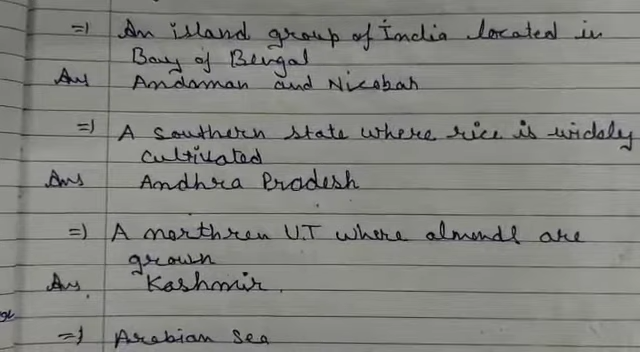 =) An island group of India located in
Bay of Bengal
Ans Andaman and Nicobar
=) A southern state where rice is widely
cultivated
Ans Andhra Pradesh
=) A northren U.T where almonds are
grown
Ans. Kashmir.
=) Arabian Sea